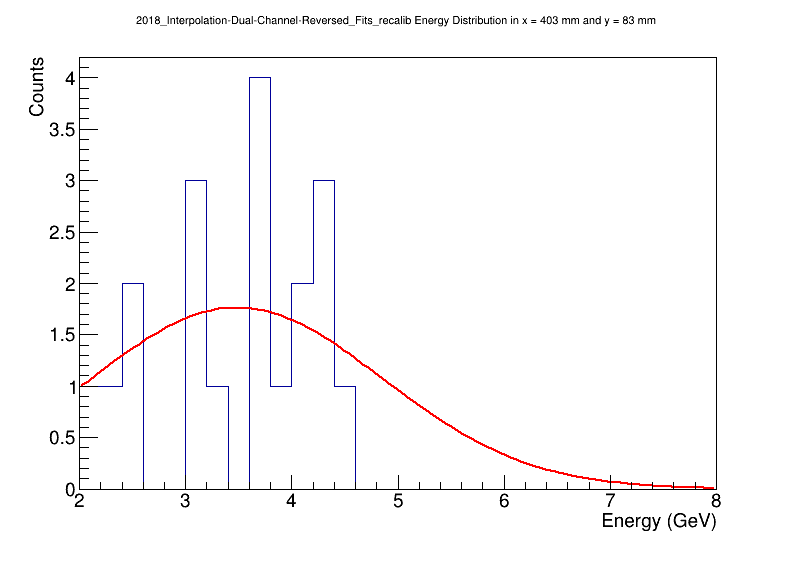 2018_Interpolation-Dual-Channel-Reversed_Fits_recalib Energy Distribution in x = 403 mm and y = 83 mm
Counts
4
3.5
3
2.5
2
1.5
1
0.5
0
2 3 4 5 6 7 8
Energy (GeV)